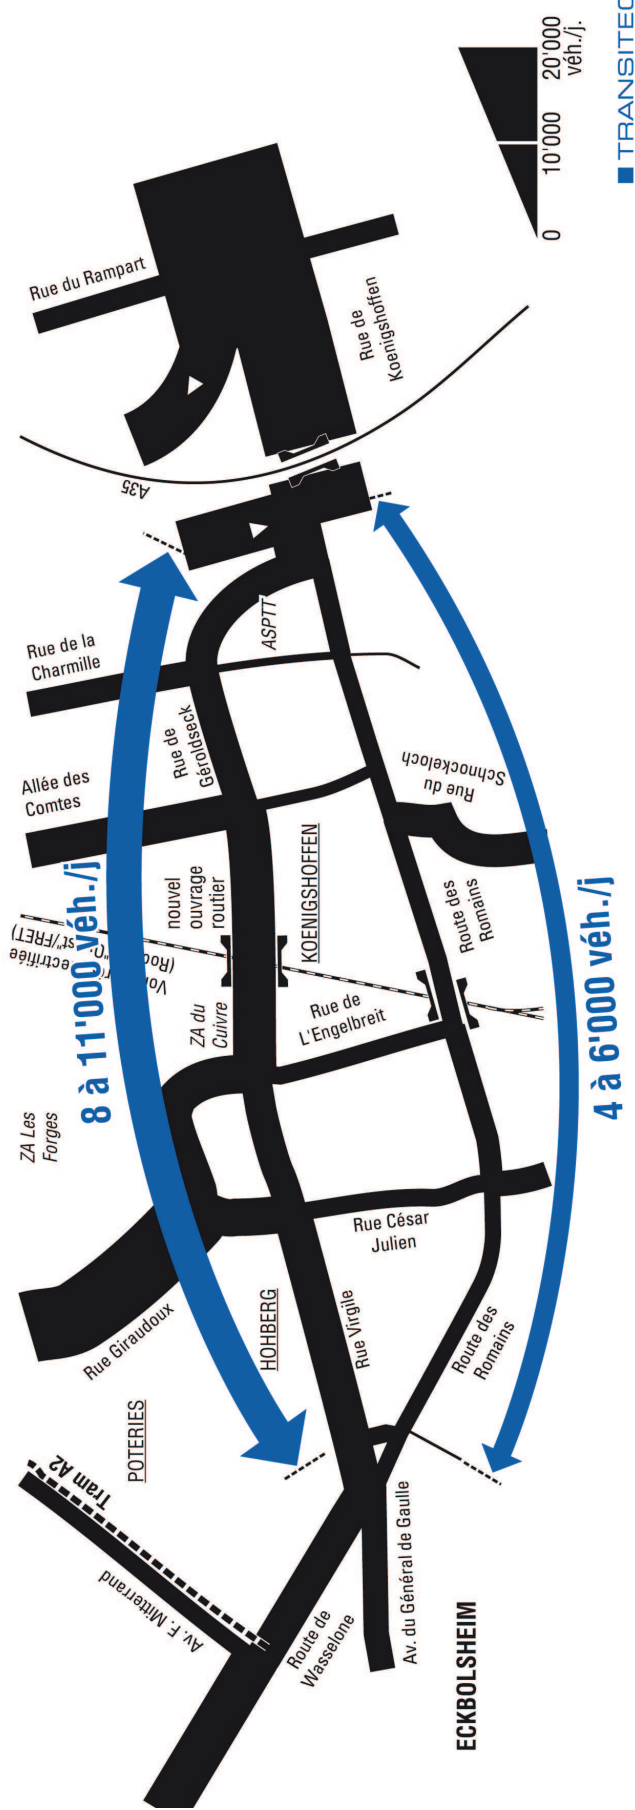 TRANSITEC
20'000
véh./j.
10'000
0
Rue du Rampart
Rue de
Koenigshoffen
A35
Rue de la
Charmille
ASPTT
Rue de
Géroldseck
Allée des
Comtes
Rue du
Schnockeloch
nouvel
ouvrage
routier
KOENIGSHOFFEN
Route des
Romains
8 à 11'000 véh./j
4 à 6'000 véh./j
ZA du
Cuivre
Rue de
L'Engelbreit
ZA Les
Forges
Rue César
Julien
Rue Giraudoux
HOHBERG
Rue Virgile
Route des
Romains
POTERIES
Tram A2
Av. F. Mitterrand
Route de
Wasselone
Av. du Général de Gaulle
ECKBOLSHEIM